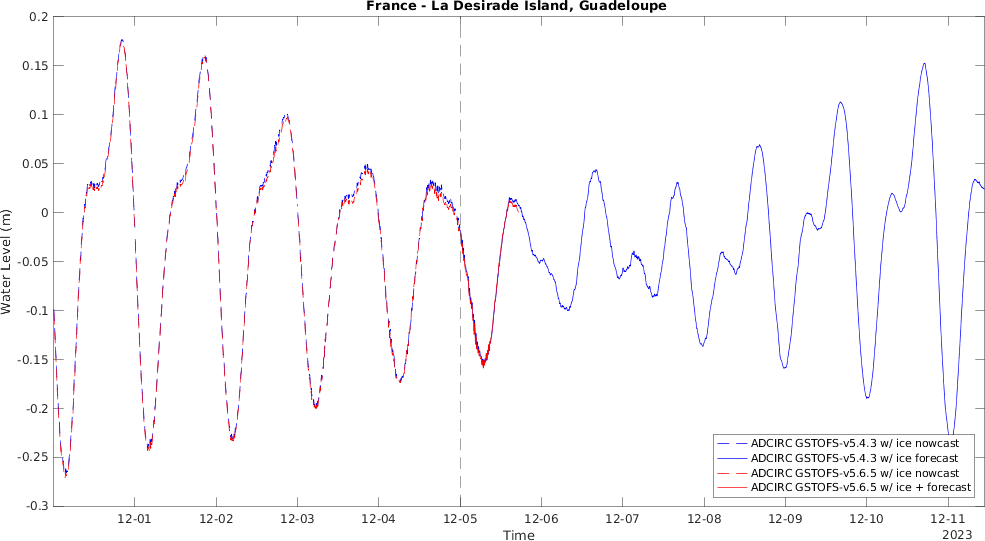 France - La Desirade Island, Guadeloupe
0.2
0.15
0.1
0.05
0
-0.05
-0.1
-0.15
-0.2
-0.25
-0.3
Water Level (m)
ADCIRC GSTOFS-v5.4.3 w/ ice nowcast
ADCIRC GSTOFS-v5.4.3 w/ ice forecast
ADCIRC GSTOFS-v5.6.5 w/ ice nowcast
ADCIRC GSTOFS-v5.6.5 w/ ice + forecast
12-01 12-02 12-03 12-04 12-05 12-06 12-07 12-08 12-09 12-10 12-11
Time
2023